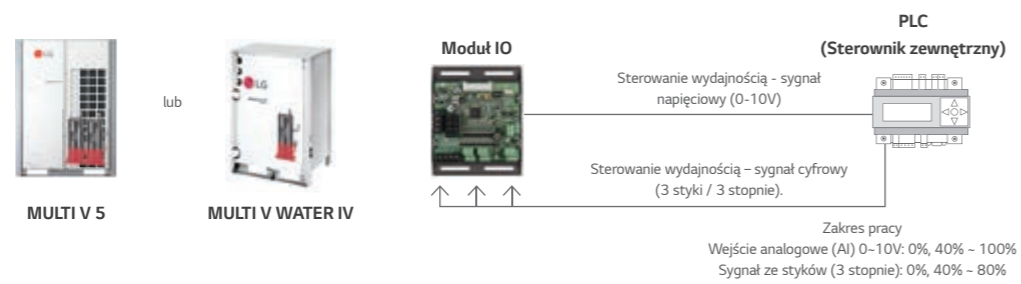 PLC
(Sterownik zewnętrzny)
Moduł IO
Sterowanie wydajnością - sygnał
napięciowy (0-10V)
LG
lub
LG
Sterowanie wydajnością – sygnał cyfrowy
(3 styki / 3 stopnie).
MULTI V 5
MULTI V WATER IV
Zakres pracy
Wejście analogowe (AI) 0~10V: 0%, 40% ~ 100%
Sygnał ze styków (3 stopnie): 0%, 40% ~ 80%